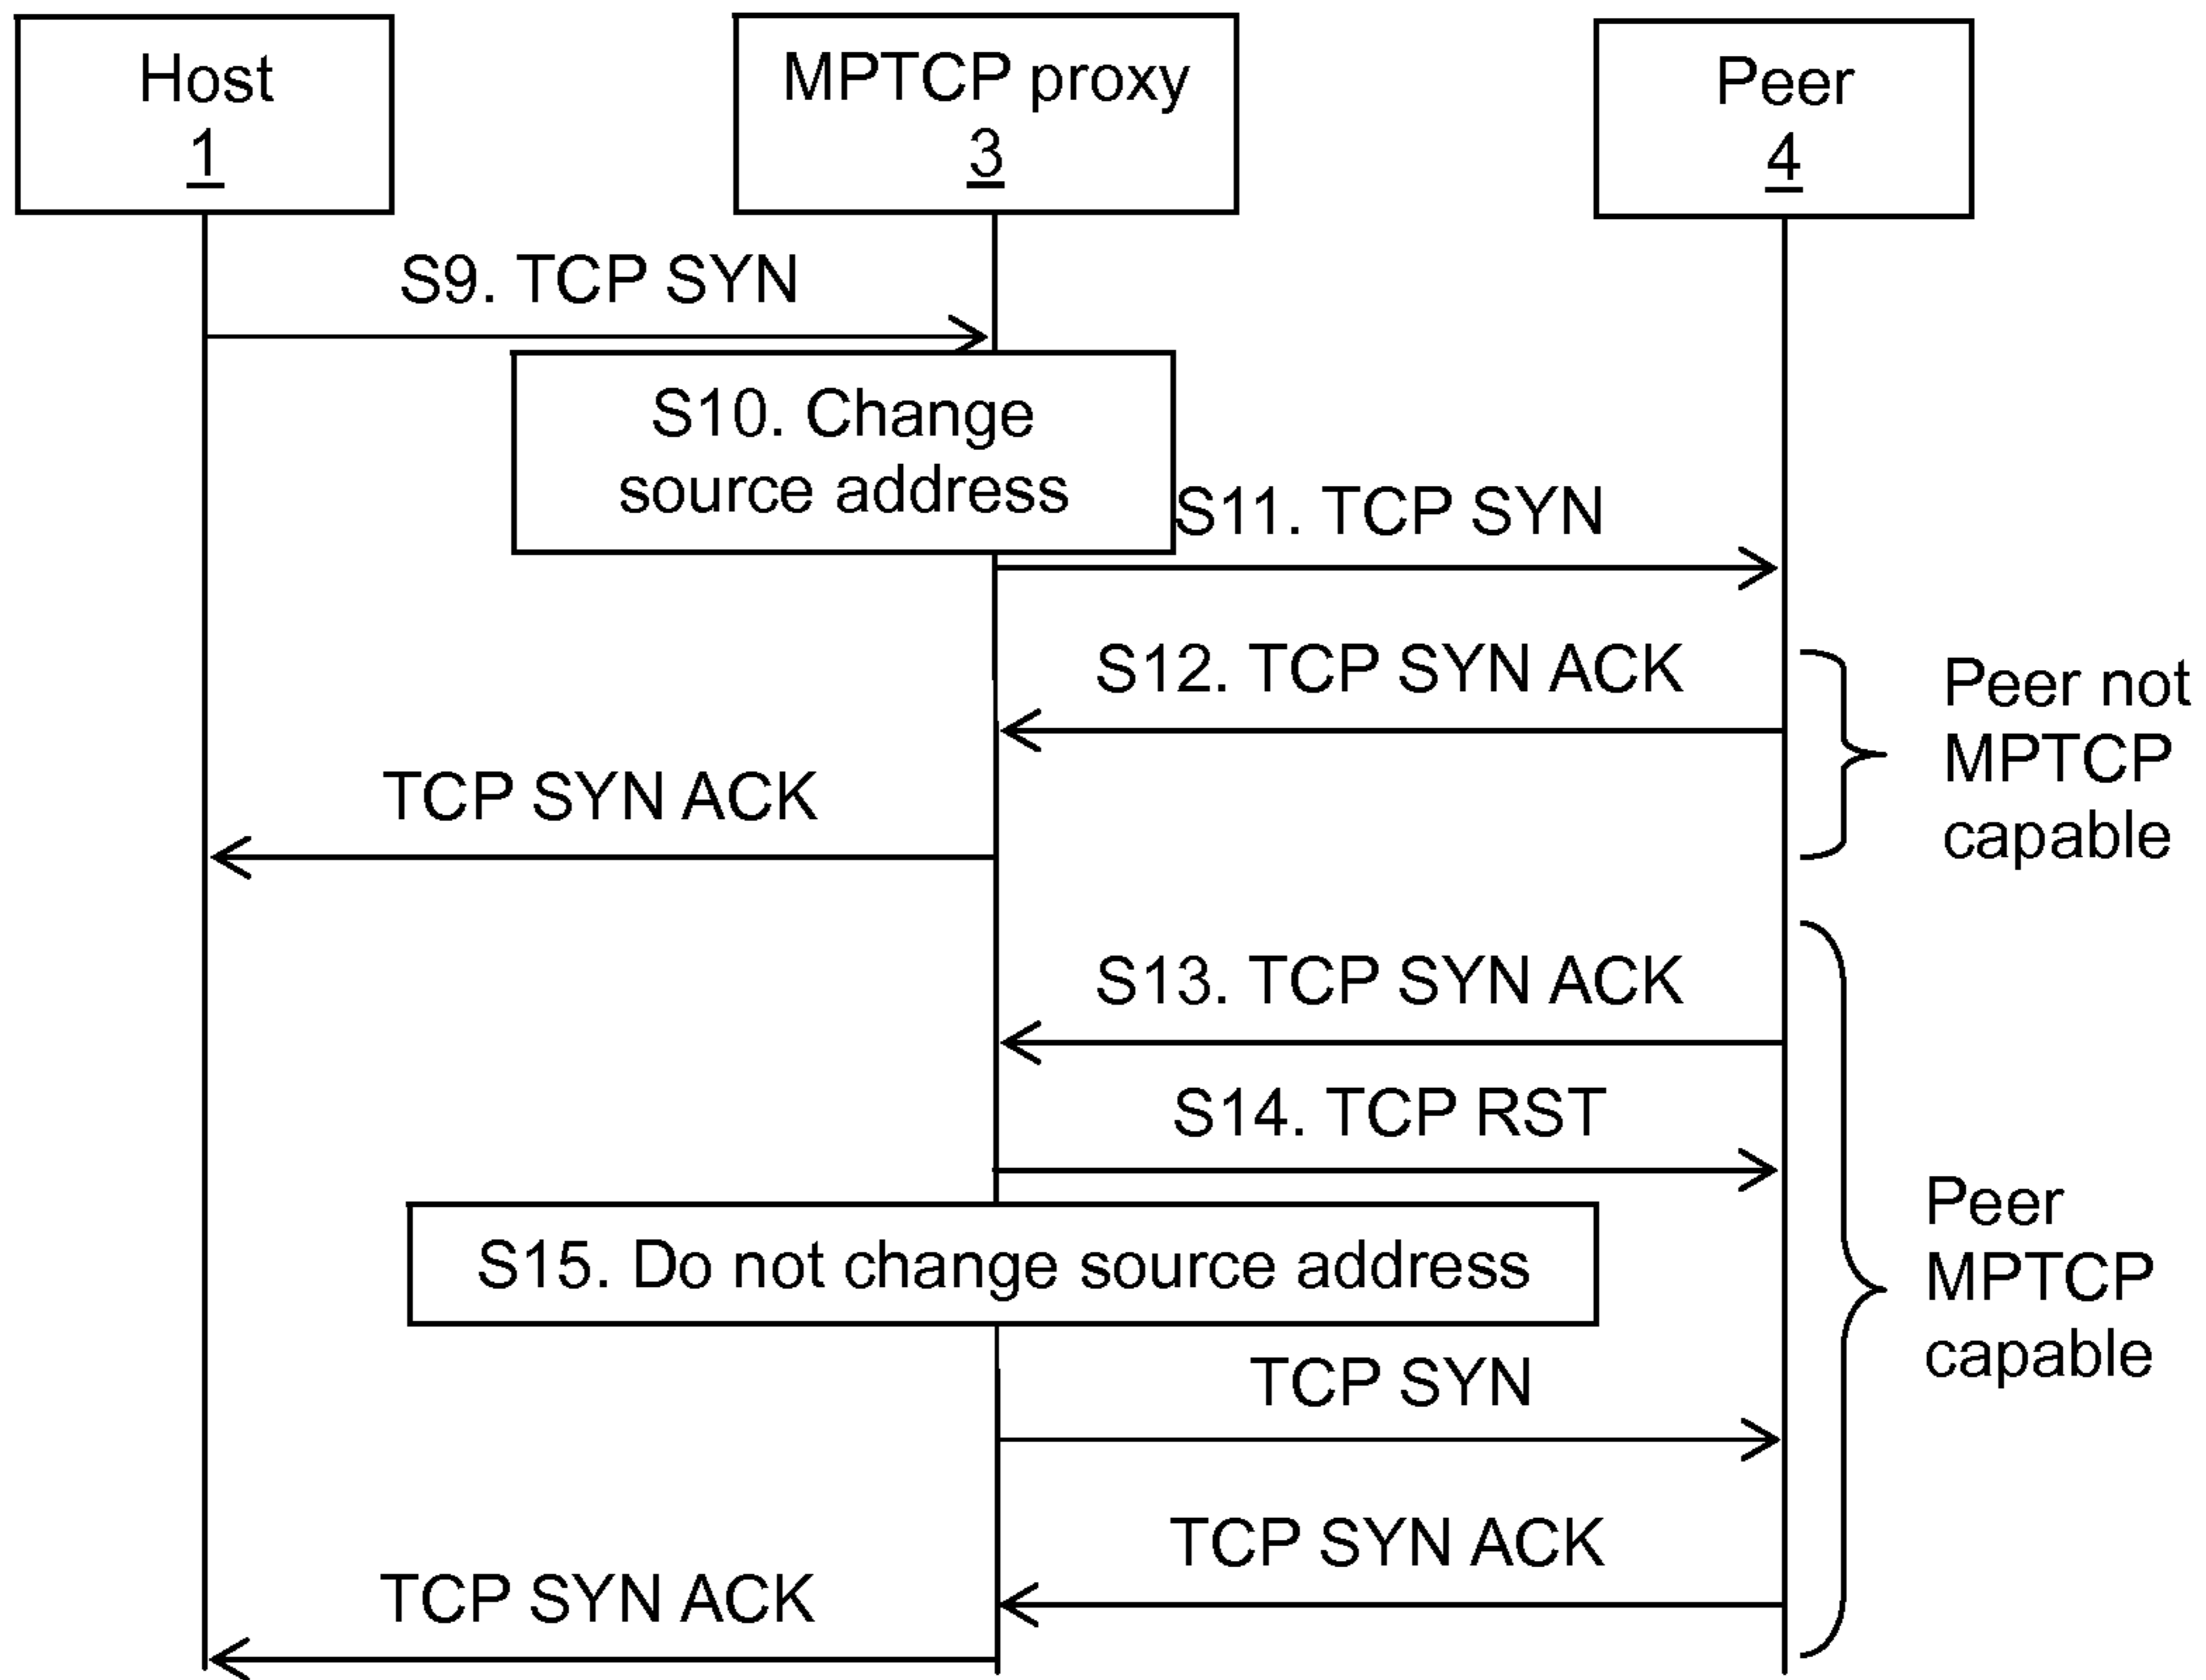 Host
1
MPTCP proxy
3
Peer
4
S9. TCP SYN
S10. Change
source address
S11. TCP SYN
S12. TCP SYN ACK
Peer not
MPTCP
capable
TCP SYN ACK
S13. TCP SYN ACK
S14. TCP RST
Peer
MPTCP
capable
S15. Do not change source address
TCP SYN
TCP SYN ACK
TCP SYN ACK